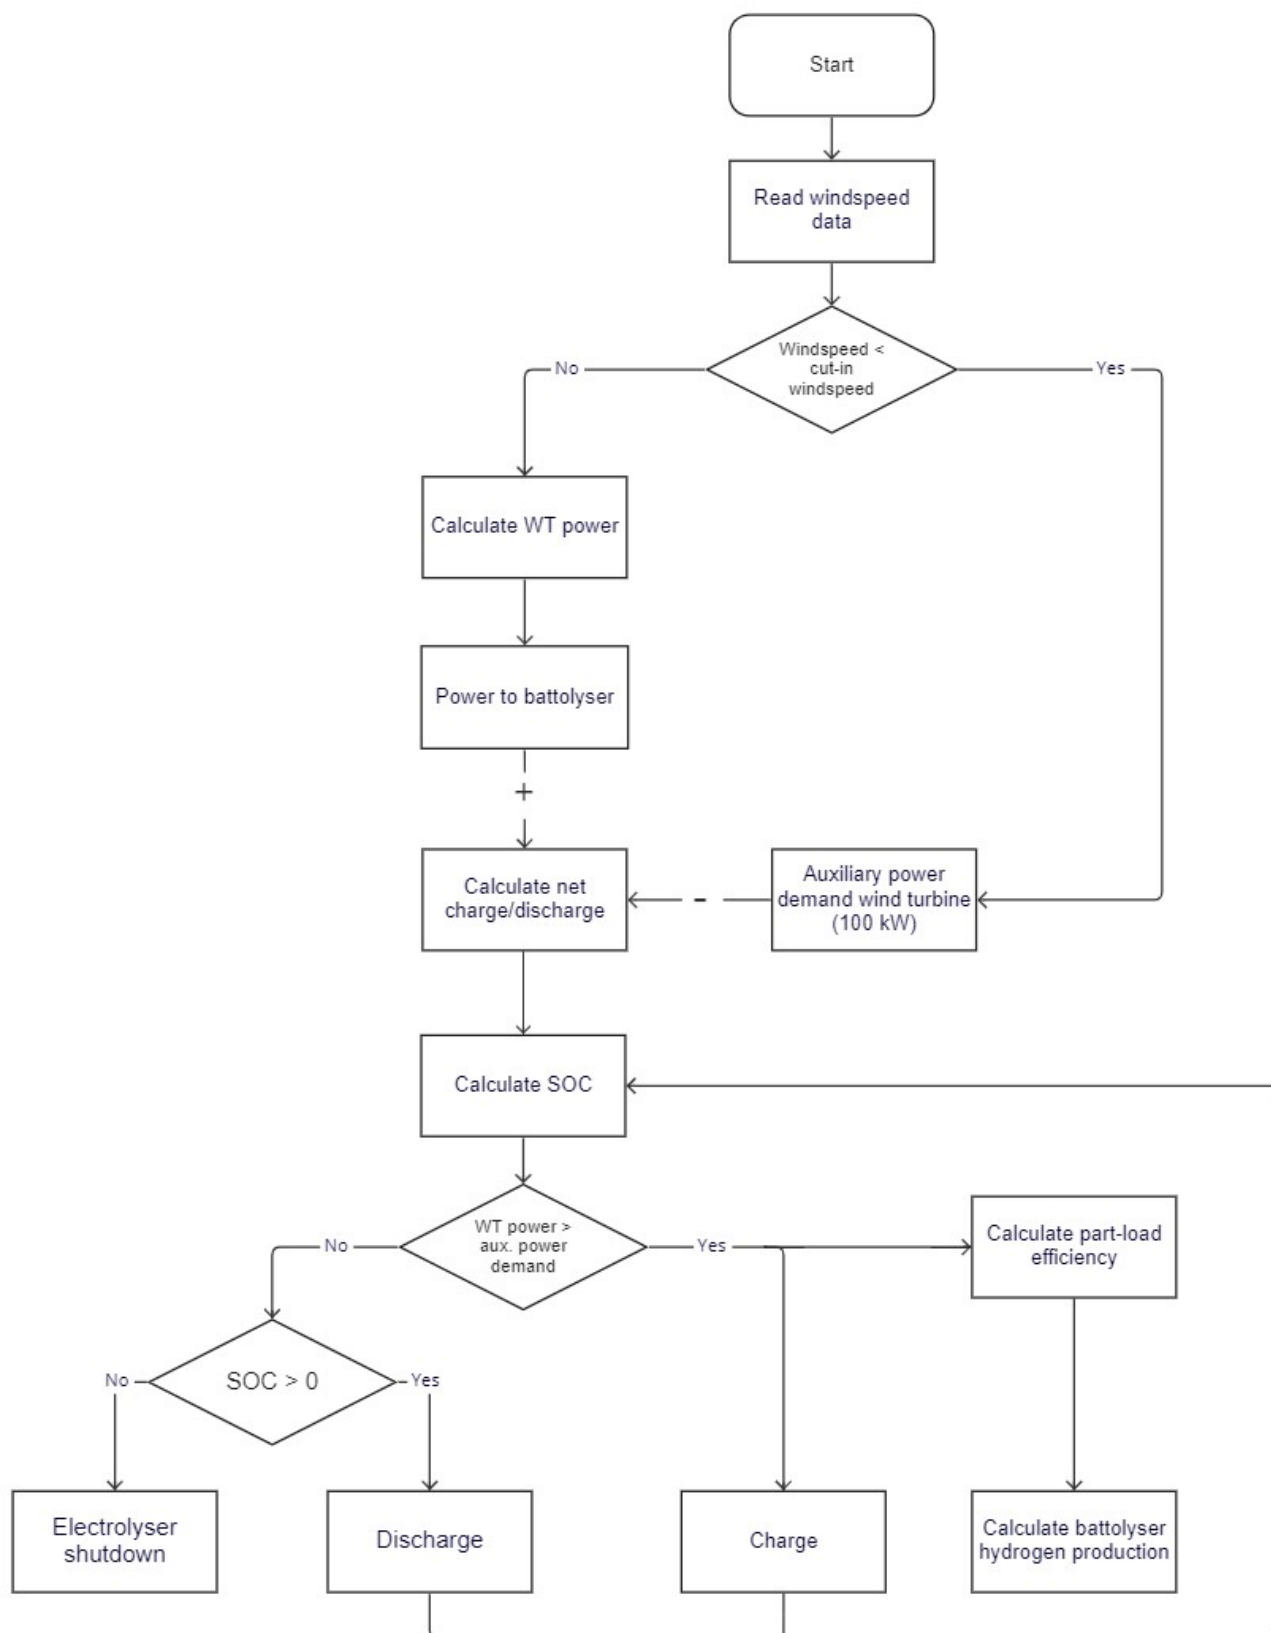 Start
Read windspeed
data
Windspeed <
cut-in
windspeed
No
Yes
Calculate WT power
Power to battolyser
+
Calculate net
charge/discharge
-
Auxiliary power
demand wind turbine
(100 kW)
Calculate SOC
WT power >
aux. power
demand
No
Yes
Calculate part-load
efficiency
SOC > 0
No
Yes
Electrolyser
shutdown
Discharge
Charge
Calculate battolyser
hydrogen production